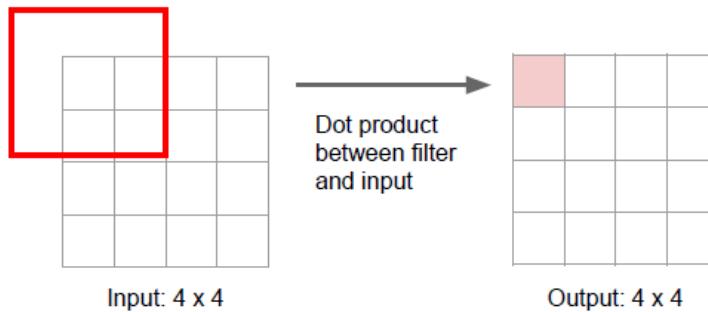 Dot product
between filter
and input
Input: 4 x 4
Output: 4 x 4